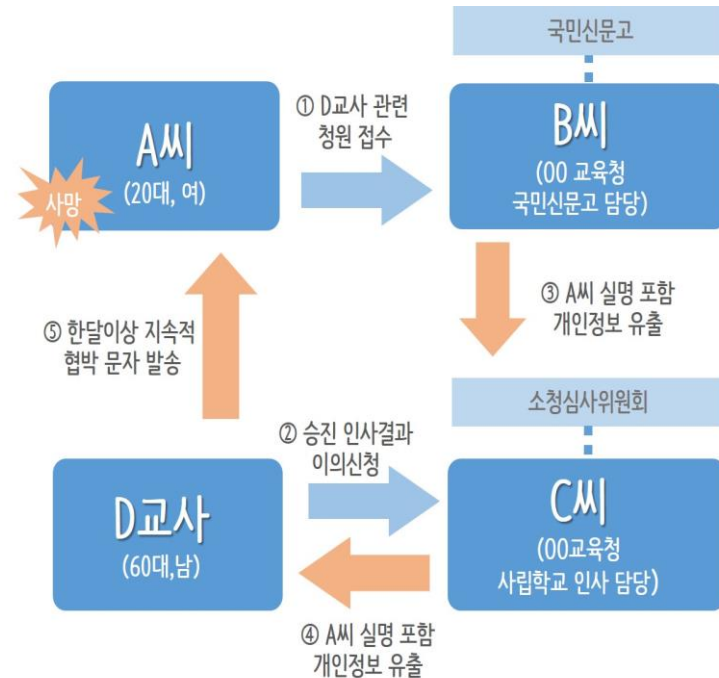 국민신문고
A씨
(20대, 여)
사망
① D교사 관련
청원 접수
B씨
(00 교육청
국민신문고 담당)
③ A씨 실명 포함
개인정보 유출
⑤ 한달이상 지속적
협박 문자 발송
소청심사위원회
② 승진 인사결과
이의신청
D교사
(60대,남)
C씨
(00교육청
사립학교 인사 담당)
④ A씨 실명 포함
개인정보 유출